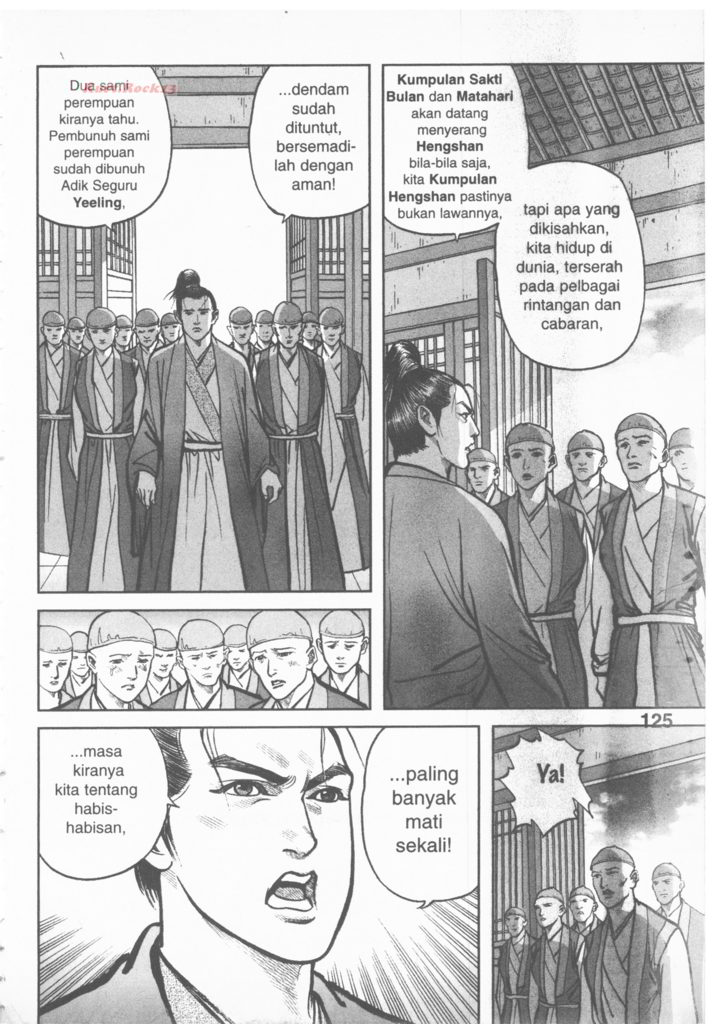 Dua sami
perempuan
kiranya tahu.
Pembunuh sami
perempuan
sudah dibunuh
Adik Seguru
Yeeling,
...dendam
sudah
dituntut,
bersemadi-
lah dengan
aman!
Kumpulan Sakti
Bulan dan Matahari
akan datang
menyerang
Hengshan
bila-bila saja,
kita Kumpulan
Hengshan pastinya
bukan lawannya,
tapi apa yang
dikisahkan,
kita hidup di
dunia, terserah
pada pelbagai
rintangan dan
cabaran,
125
...masa
kiranya
kita tentang
habis-
habisan,
...paling
banyak
mati
sekali!
Ya!